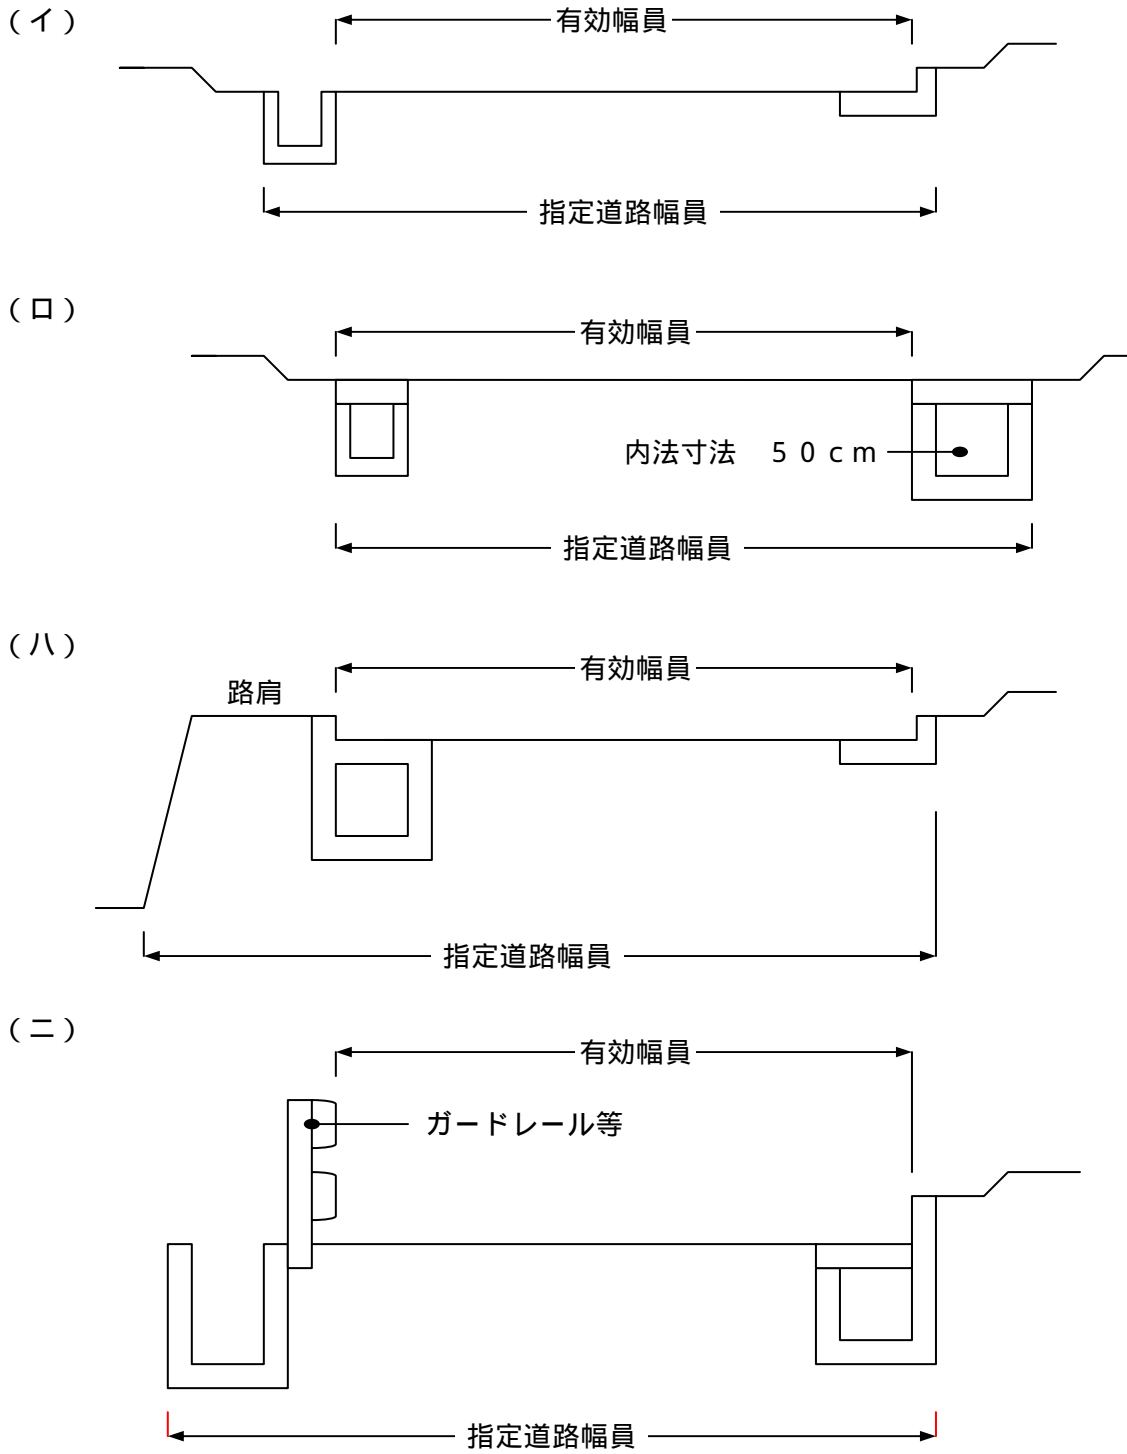 （イ）
有効幅員
指定道路幅員
（ロ）
有効幅員
内法寸法　５０ｃｍ
指定道路幅員
（ハ）
有効幅員
路肩
指定道路幅員
（ニ）
有効幅員
ガードレール等
指定道路幅員